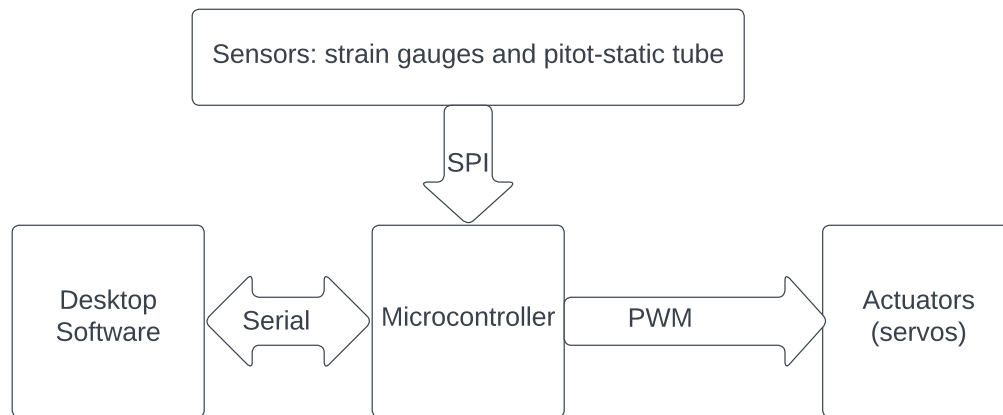 Sensors: strain gauges and pitot-static tube
SPI
Desktop
Software
Serial
Microcontroller
PWM
Actuators
(servos)